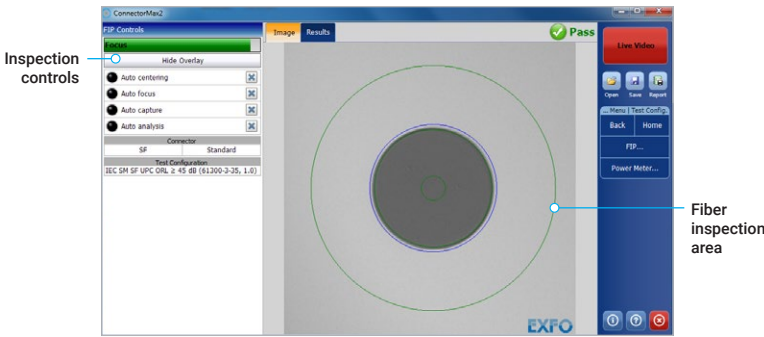 ConnectorMax2
FIP Controls
Focus
Hide Overlay
Auto centering
Auto focus
Auto capture
Auto analysis
Connector
SF Standard
Test Configuration
IEC SM SF UPC ORL ≥ 45 dB (61300-3-35, 1.0)
Inspection
controls
Image Results
Pass
EXFO
Live Video
Open Save Report
... Menu | Test Config.
Back Home
FIP...
Power Meter...
Fiber
inspection
area